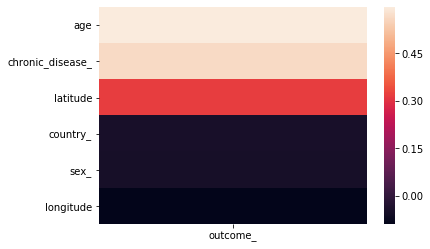 age
chronic_disease_
latitude
country_
sex_
longitude
outcome_
0.45
0.30
0.15
0.00